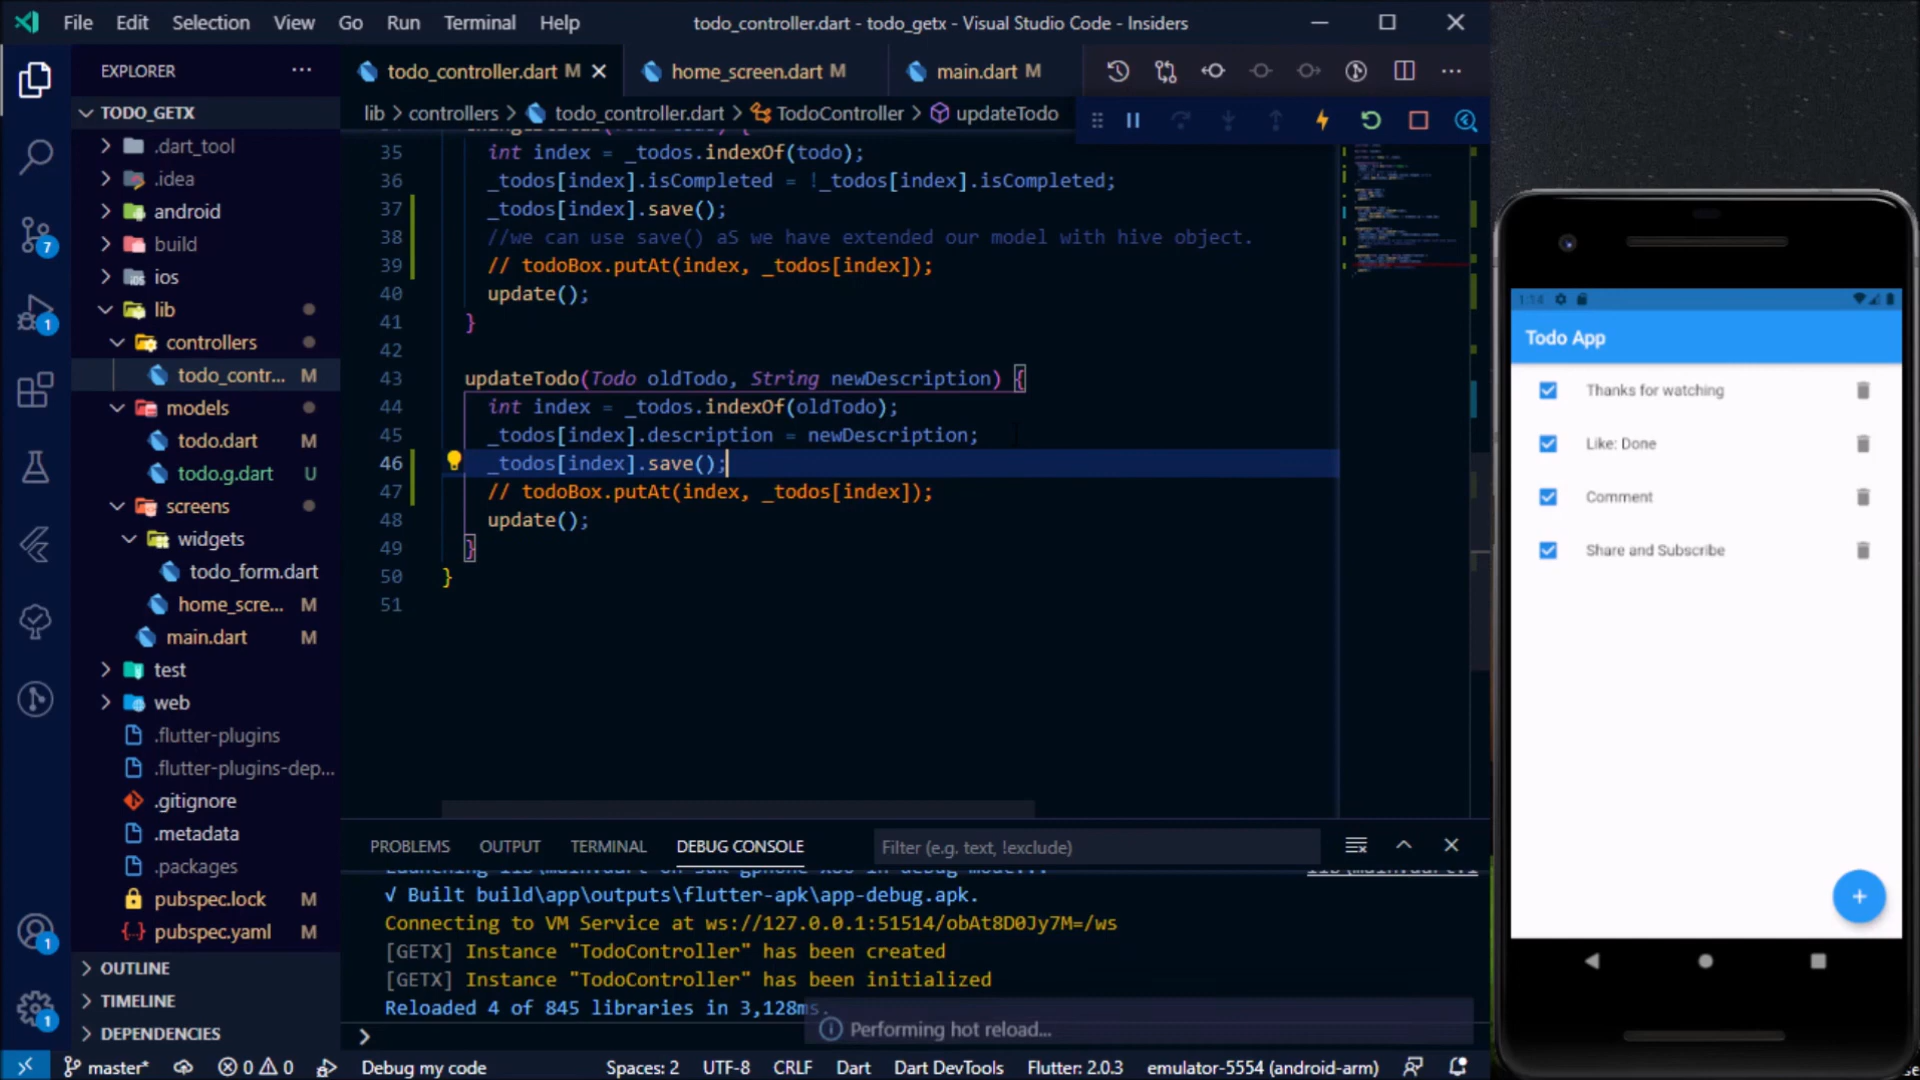 File Edit Selection View Go Run Terminal Help
todo_controller.dart - todo_getx - Visual Studio Code - Insiders
EXPLORER
TODO_GETX
.dart_tool
.idea
android
build
ios
lib
controllers
todo_contr... M
models
todo.dart M
todo.g.dart U
screens
widgets
todo_form.dart
home_scre... M
main.dart M
test
web
.flutter-plugins
.flutter-plugins-dep...
.gitignore
.metadata
.packages
pubspec.lock M
pubspec.yaml M
OUTLINE
TIMELINE
DEPENDENCIES
7
1
1
1
todo_controller.dart M
home_screen.dart M
main.dart M
lib > controllers > todo_controller.dart > TodoController > updateTodo
35 int index = _todos.indexOf(todo);
36 _todos[index].isCompleted = !_todos[index].isCompleted;
37 _todos[index].save();
38 //we can use save() aS we have extended our model with hive object.
39 // todoBox.putAt(index, _todos[index]);
40 update();
41 }
42
43 updateTodo(Todo oldTodo, String newDescription) {
44 int index = _todos.indexOf(oldTodo);
45 _todos[index].description = newDescription;
46 _todos[index].save();
47 // todoBox.putAt(index, _todos[index]);
48 update();
49 }
50 }
51
PROBLEMS OUTPUT TERMINAL DEBUG CONSOLE
Filter (e.g. text, !exclude)
√ Built build\app\outputs\flutter-apk\app-debug.apk.
Connecting to VM Service at ws://127.0.0.1:51514/obAt8D0Jy7M=/ws
[GETX] Instance "TodoController" has been created
[GETX] Instance "TodoController" has been initialized
Reloaded 4 of 845 libraries in 3,128ms.
Performing hot reload...
master* 0 0 Debug my code Spaces: 2 UTF-8 CRLF Dart Dart DevTools Flutter: 2.0.3 emulator-5554 (android-arm)
1:14
Todo App
Thanks for watching
Like: Done
Comment
Share and Subscribe
+